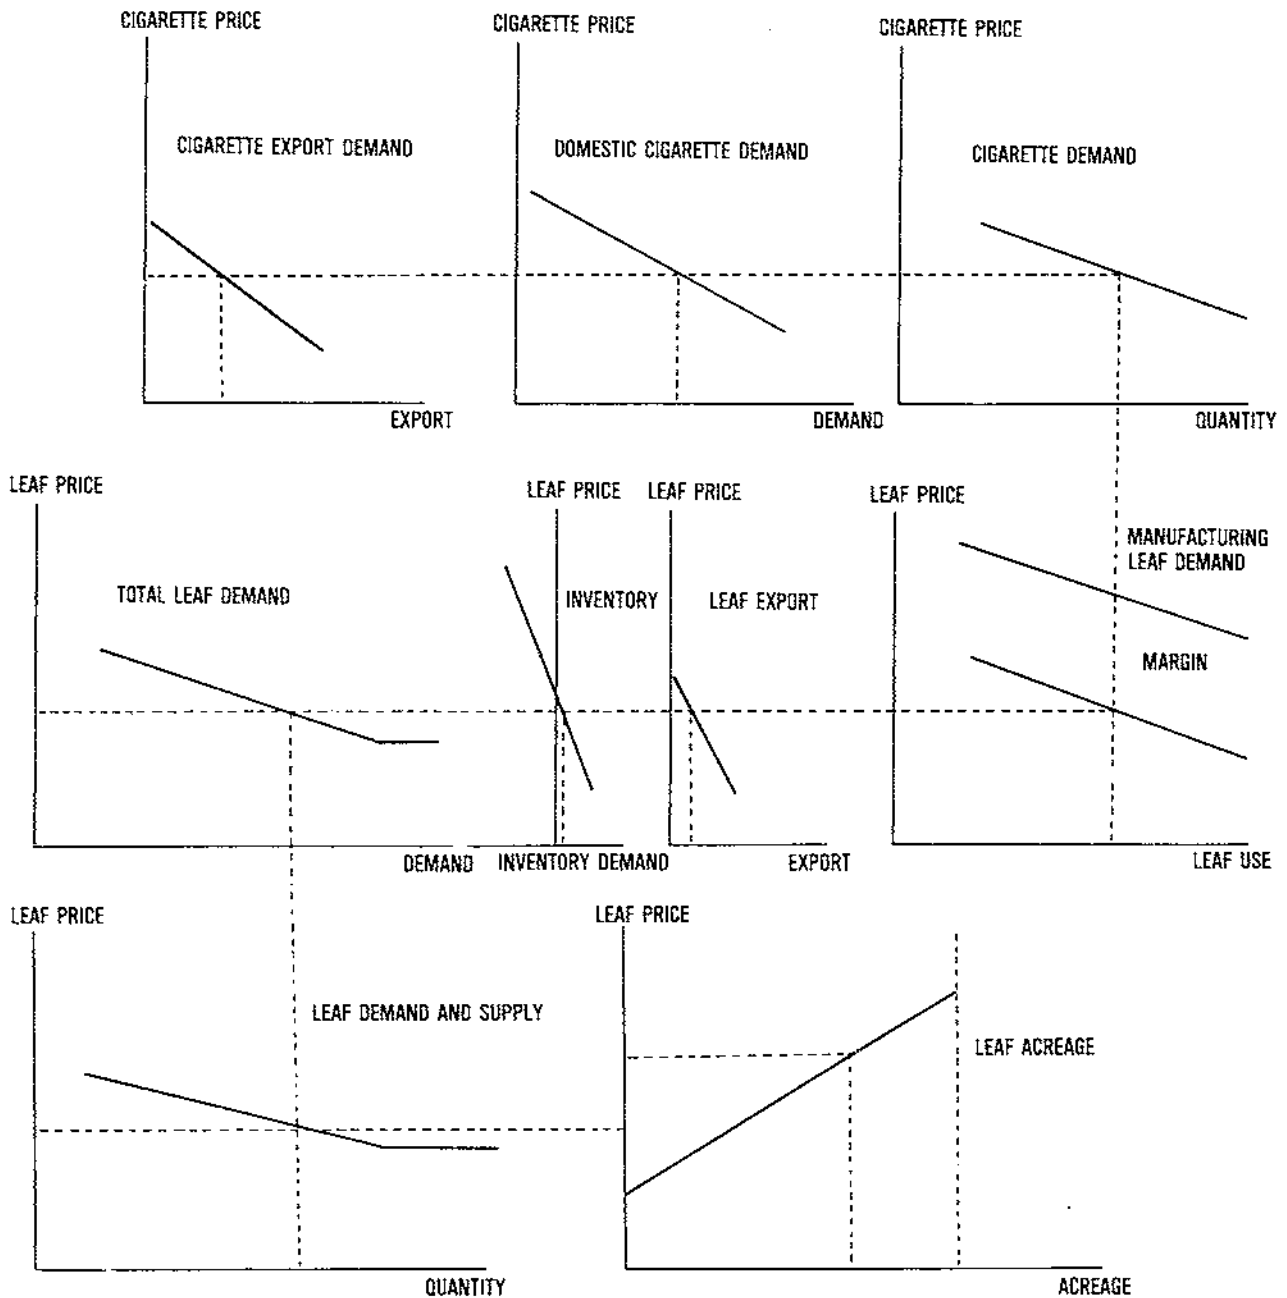 CIGARETTE PRICE
CIGARETTE PRICE
CIGARETTE PRICE
CIGARETTE EXPORT DEMAND
DOMESTIC CIGARETTE DEMAND
CIGARETTE DEMAND
EXPORT
DEMAND
QUANTITY
LEAF PRICE
LEAF PRICE
LEAF PRICE
LEAF PRICE
TOTAL LEAF DEMAND
INVENTORY
LEAF EXPORT
MANUFACTURING
LEAF DEMAND
MARGIN
DEMAND
INVENTORY DEMAND
EXPORT
LEAF USE
LEAF PRICE
LEAF PRICE
LEAF DEMAND AND SUPPLY
LEAF ACREAGE
QUANTITY
ACREAGE